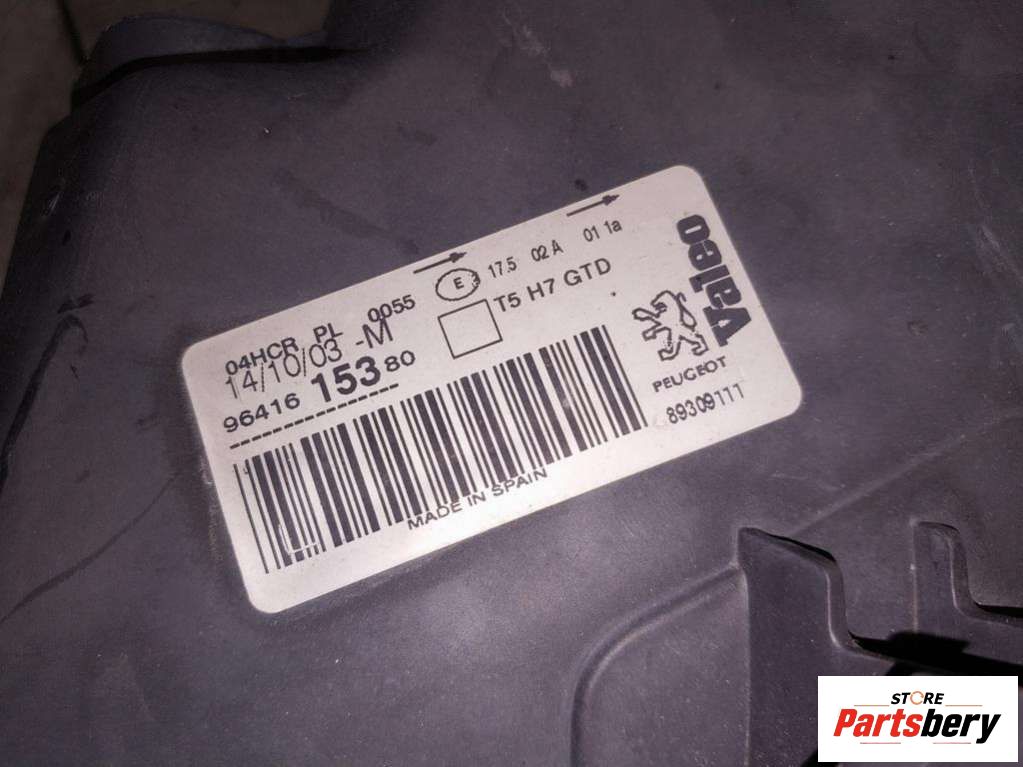 04HCR PL 0055
14/10/03 -M
96416 153 80
E 17.5 02 A 01 1a
T5 H7 GTD
Valeo
PEUGEOT
89309111
MADE IN SPAIN
STORE
Partsbery